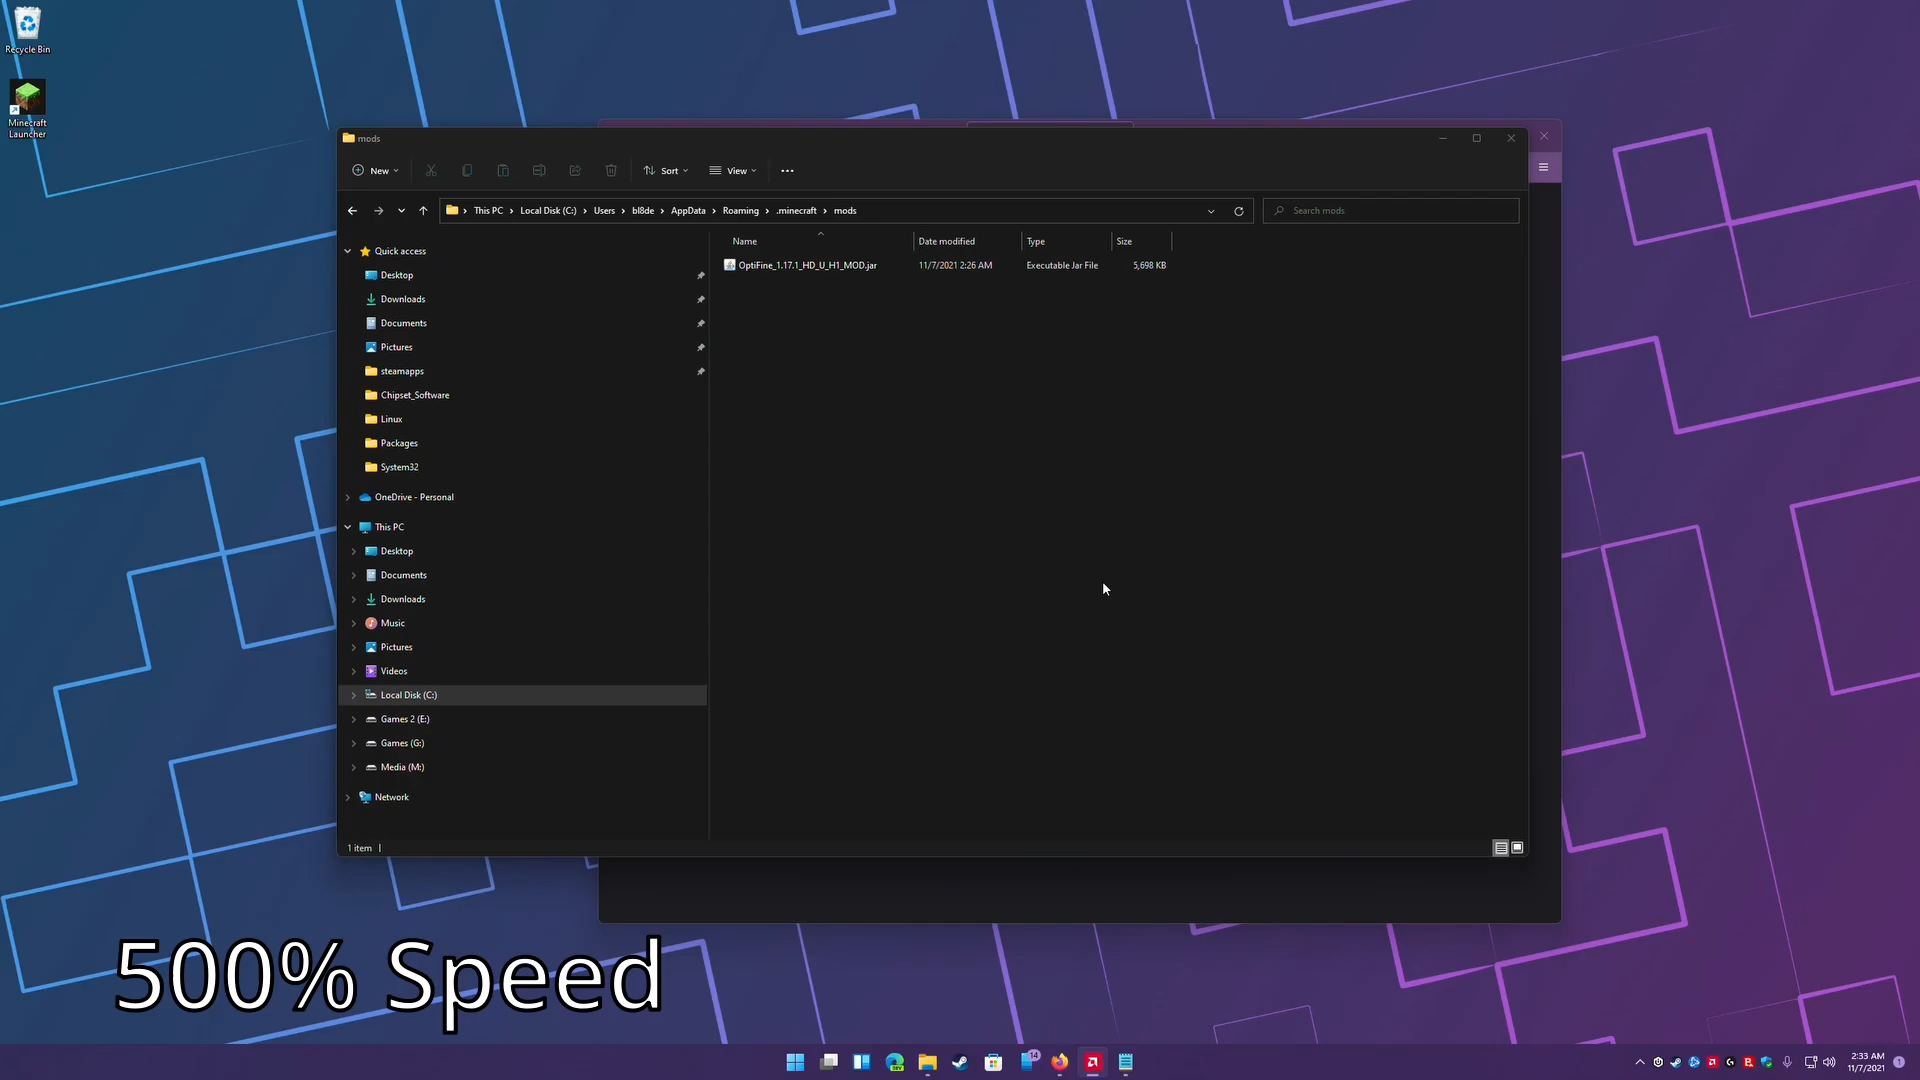 Recycle Bin
Minecraft
Launcher
mods
New
Sort
View
This PC
Local Disk (C:)
Users
bl8de
AppData
Roaming
.minecraft
mods
Search mods
Quick access
Desktop
Downloads
Documents
Pictures
steamapps
Chipset_Software
Linux
Packages
System32
OneDrive - Personal
This PC
Desktop
Documents
Downloads
Music
Pictures
Videos
Local Disk (C:)
Games 2 (E:)
Games (G:)
Media (M:)
Network
Name Date modified Type Size
OptiFine_1.17.1_HD_U_H1_MOD.jar 11/7/2021 2:26 AM Executable Jar File 5,698 KB
1 item
500% Speed
14
DEV
2:33 AM
11/7/2021
1